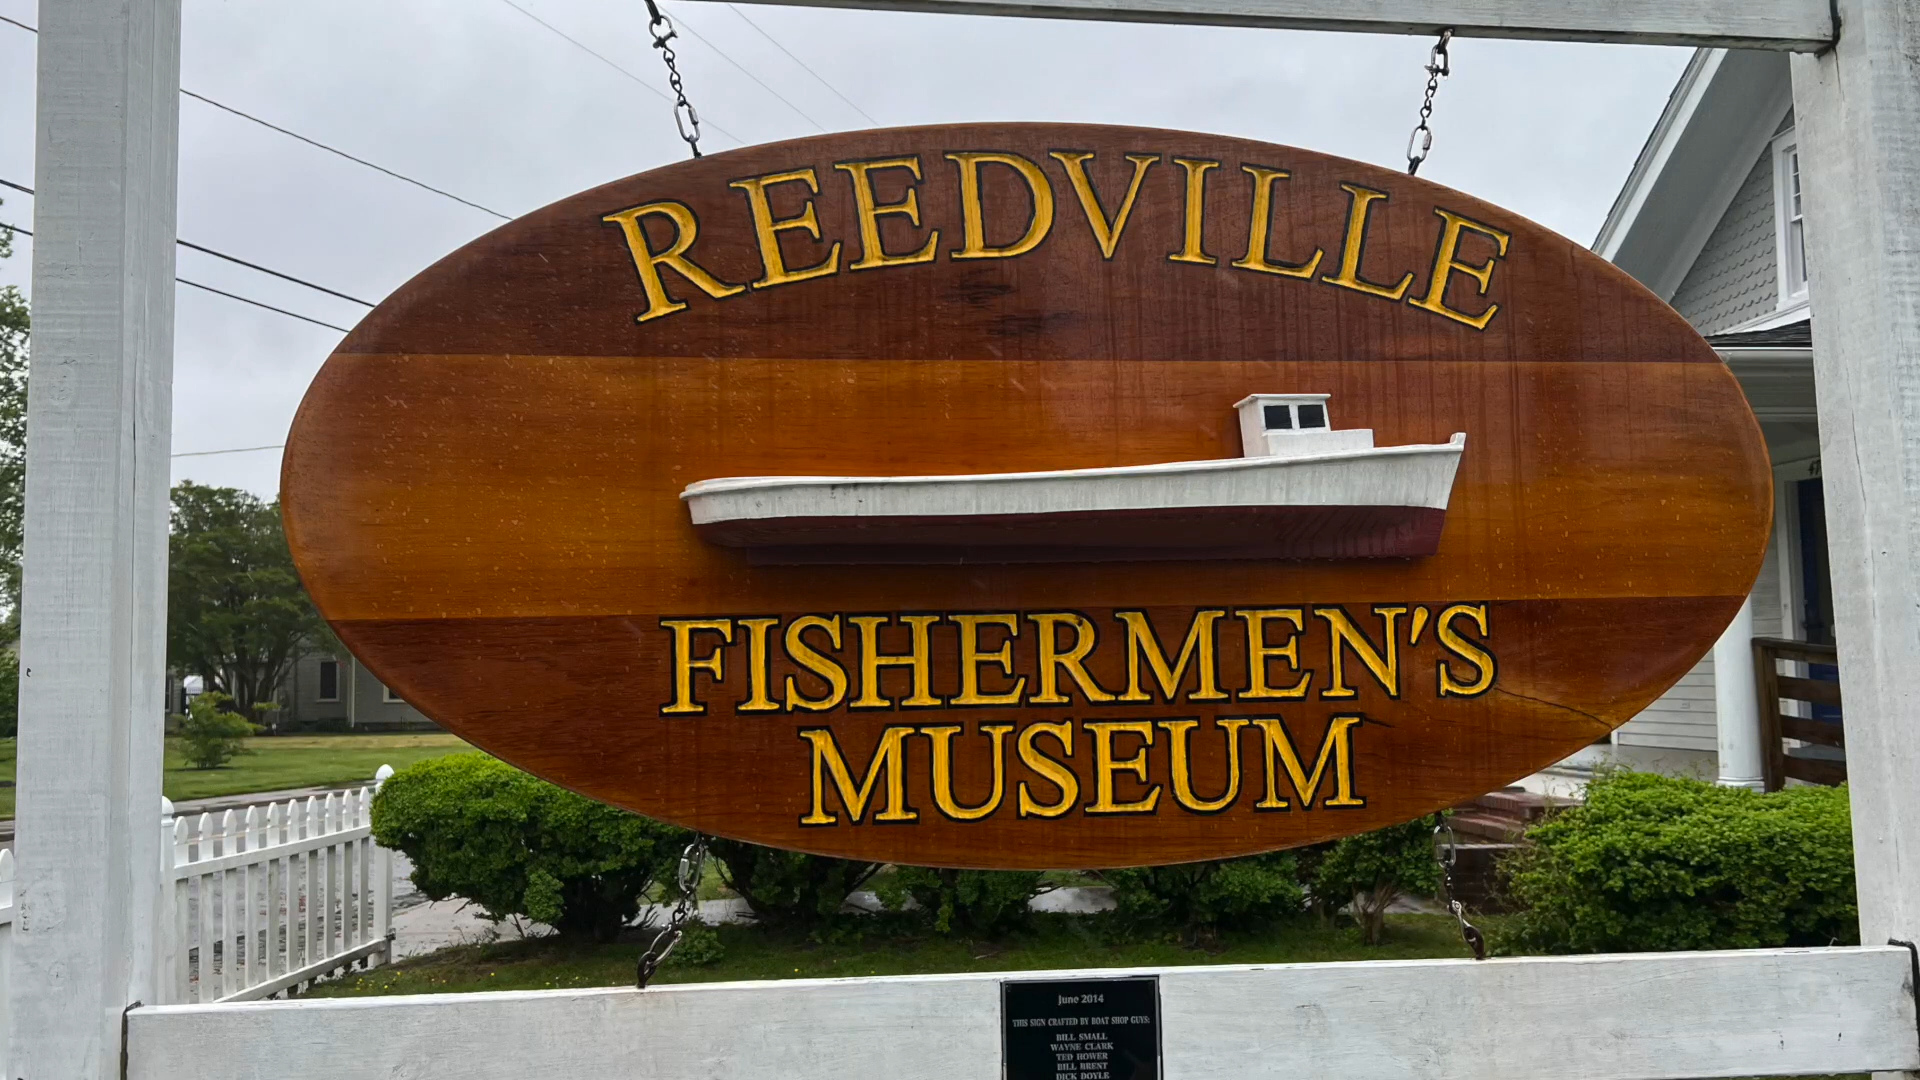 REEDVILLE
FISHERMEN'S
MUSEUM
June 2014
THIS SIGN CRAFTED BY BOAT SHOP GUYS:
BILL SMALL
WAYNE CLARK
TED HOWER
BILL BRENT
DICK DOYLE